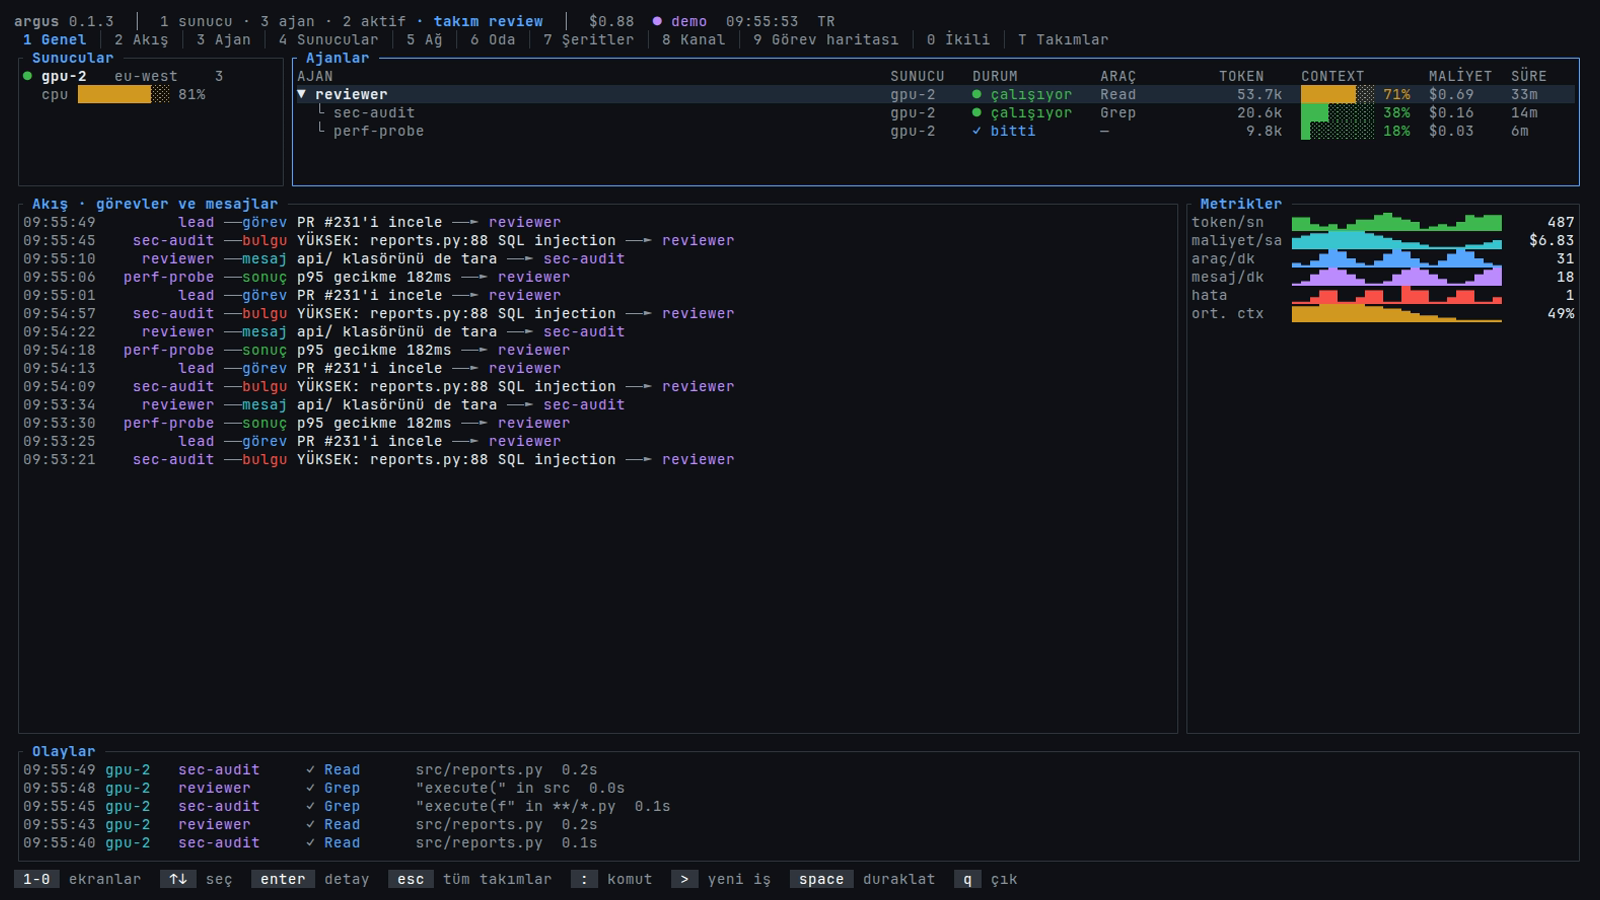 argus 0.1.3 │ 1 sunucu · 3 ajan · 2 aktif · takım review │ $0.88 ● demo 09:55:53 TR
1 Genel │ 2 Akış │ 3 Ajan │ 4 Sunucular │ 5 Ağ │ 6 Oda │ 7 Şeritler │ 8 Kanal │ 9 Görev haritası │ 0 İkili │ T Takımlar
Sunucular
● gpu-2 eu-west 3
cpu 81%
Ajanlar
AJAN SUNUCU DURUM ARAÇ TOKEN CONTEXT MALİYET SÜRE
▼ reviewer gpu-2 ● çalışıyor Read 53.7k 71% $0.69 33m
└ sec-audit gpu-2 ● çalışıyor Grep 20.6k 38% $0.16 14m
└ perf-probe gpu-2 ✓ bitti — 9.8k 18% $0.03 6m
Akış · görevler ve mesajlar
09:55:49 lead ──görev PR #231'i incele ──► reviewer
09:55:45 sec-audit ──bulgu YÜKSEK: reports.py:88 SQL injection ──► reviewer
09:55:10 reviewer ──mesaj api/ klasörünü de tara ──► sec-audit
09:55:06 perf-probe ──sonuç p95 gecikme 182ms ──► reviewer
09:55:01 lead ──görev PR #231'i incele ──► reviewer
09:54:57 sec-audit ──bulgu YÜKSEK: reports.py:88 SQL injection ──► reviewer
09:54:22 reviewer ──mesaj api/ klasörünü de tara ──► sec-audit
09:54:18 perf-probe ──sonuç p95 gecikme 182ms ──► reviewer
09:54:13 lead ──görev PR #231'i incele ──► reviewer
09:54:09 sec-audit ──bulgu YÜKSEK: reports.py:88 SQL injection ──► reviewer
09:53:34 reviewer ──mesaj api/ klasörünü de tara ──► sec-audit
09:53:30 perf-probe ──sonuç p95 gecikme 182ms ──► reviewer
09:53:25 lead ──görev PR #231'i incele ──► reviewer
09:53:21 sec-audit ──bulgu YÜKSEK: reports.py:88 SQL injection ──► reviewer
Metrikler
token/sn 487
maliyet/sa $6.83
araç/dk 31
mesaj/dk 18
hata 1
ort. ctx 49%
Olaylar
09:55:49 gpu-2 sec-audit ✓ Read src/reports.py 0.2s
09:55:48 gpu-2 reviewer ✓ Grep "execute(" in src 0.0s
09:55:45 gpu-2 sec-audit ✓ Grep "execute(f" in **/*.py 0.1s
09:55:43 gpu-2 reviewer ✓ Read src/reports.py 0.2s
09:55:40 gpu-2 sec-audit ✓ Read src/reports.py 0.1s
1-0 ekranlar ↑↓ seç enter detay esc tüm takımlar : komut > yeni iş space duraklat q çık